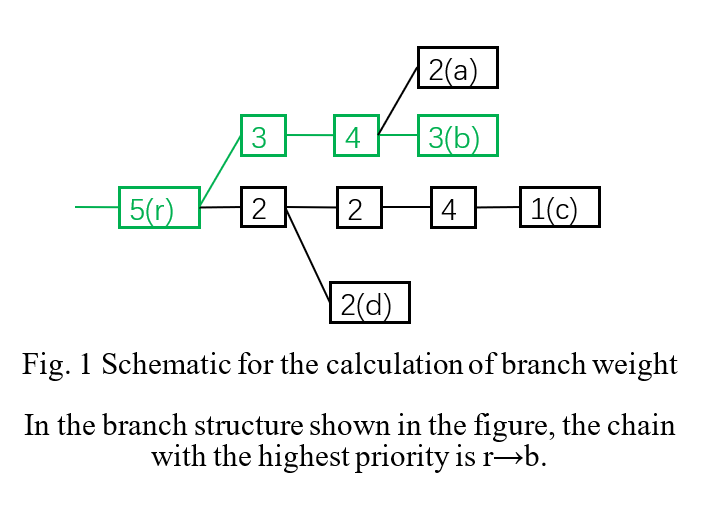 2(a)
3
4
3(b)
5(r)
2
2
4
1(c)
2(d)
Fig. 1 Schematic for the calculation of branch weight
In the branch structure shown in the figure, the chain
with the highest priority is r→b.